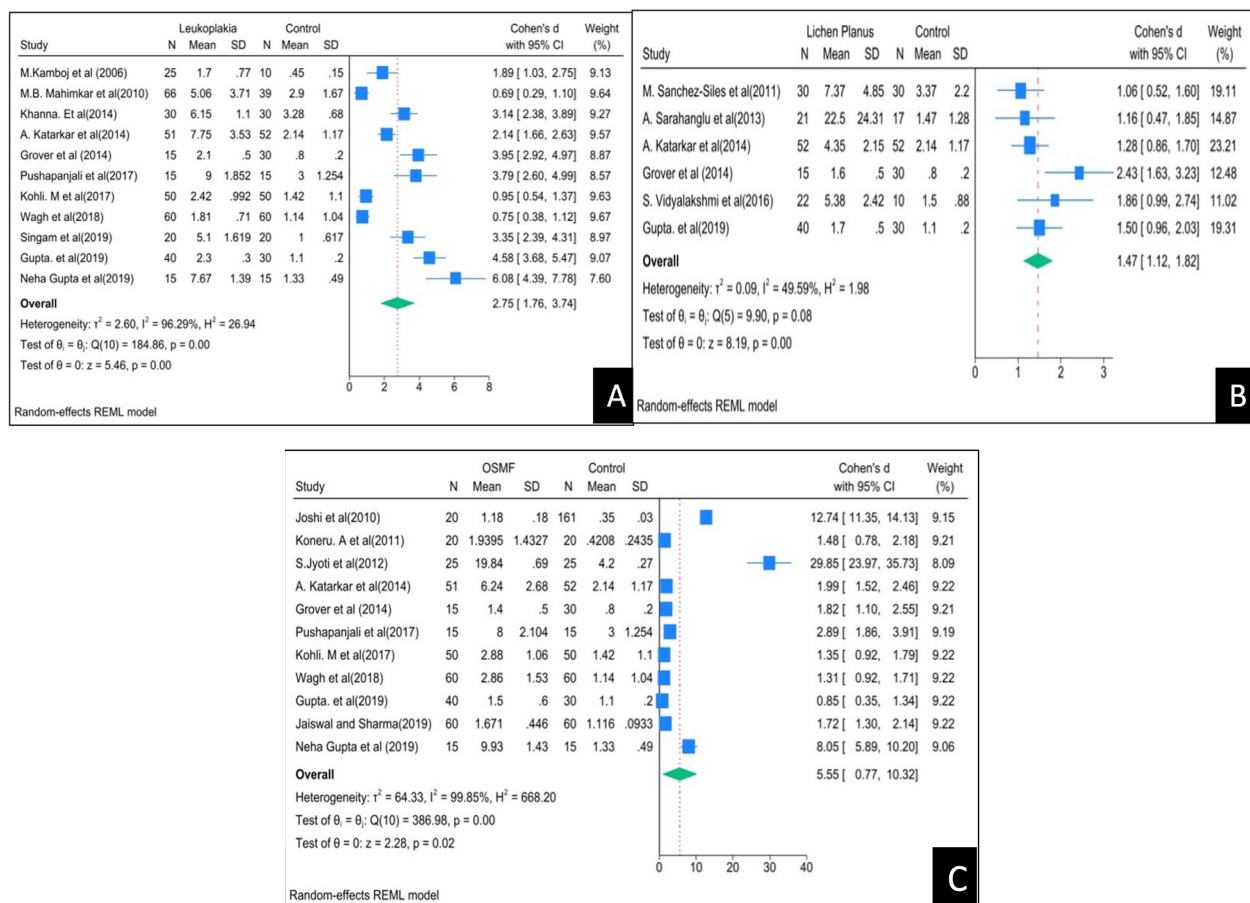 Leukoplakia Control Cohen's d Weight
Study N Mean SD N Mean SD with 95% CI (%)
M.Kamboj et al (2006) 25 1.7 .77 10 .45 .15 1.89 [ 1.03, 2.75] 9.13
M.B. Mahimkar et al(2010) 66 5.06 3.71 39 2.9 1.67 0.69 [ 0.29, 1.10] 9.64
Khanna. Et al(2014) 30 6.15 1.1 30 3.28 .68 3.14 [ 2.38, 3.89] 9.27
A. Katarkar et al(2014) 51 7.75 3.53 52 2.14 1.17 2.14 [ 1.66, 2.63] 9.57
Grover et al (2014) 15 2.1 .5 30 .8 .2 3.95 [ 2.92, 4.97] 8.87
Pushapanjali et al(2017) 15 9 1.852 15 3 1.254 3.79 [ 2.60, 4.99] 8.57
Kohli. M et al(2017) 50 2.42 .992 50 1.42 1.1 0.95 [ 0.54, 1.37] 9.63
Wagh et al(2018) 60 1.81 .71 60 1.14 1.04 0.75 [ 0.38, 1.12] 9.67
Singam et al(2019) 20 5.1 1.619 20 1 .617 3.35 [ 2.39, 4.31] 8.97
Gupta. et al(2019) 40 2.3 .3 30 1.1 .2 4.58 [ 3.68, 5.47] 9.07
Neha Gupta et al(2019) 15 7.67 1.39 15 1.33 .49 6.08 [ 4.39, 7.78] 7.60
Overall 2.75 [ 1.76, 3.74]
Heterogeneity: τ² = 2.60, I² = 96.29%, H² = 26.94
Test of θᵢ = θⱼ: Q(10) = 184.86, p = 0.00
Test of θ = 0: z = 5.46, p = 0.00
0 2 4 6 8
Random-effects REML model
A
Lichen Planus Control Cohen's d Weight
Study N Mean SD N Mean SD with 95% CI (%)
M. Sanchez-Siles et al(2011) 30 7.37 4.85 30 3.37 2.2 1.06 [ 0.52, 1.60] 19.11
A. Sarahanglu et al(2013) 21 22.5 24.31 17 1.47 1.28 1.16 [ 0.47, 1.85] 14.87
A. Katarkar et al(2014) 52 4.35 2.15 52 2.14 1.17 1.28 [ 0.86, 1.70] 23.21
Grover et al (2014) 15 1.6 .5 30 .8 .2 2.43 [ 1.63, 3.23] 12.48
S. Vidyalakshmi et al(2016) 22 5.38 2.42 10 1.5 .88 1.86 [ 0.99, 2.74] 11.02
Gupta. et al(2019) 40 1.7 .5 30 1.1 .2 1.50 [ 0.96, 2.03] 19.31
Overall 1.47 [ 1.12, 1.82]
Heterogeneity: τ² = 0.09, I² = 49.59%, H² = 1.98
Test of θᵢ = θⱼ: Q(5) = 9.90, p = 0.08
Test of θ = 0: z = 8.19, p = 0.00
0 1 2 3
Random-effects REML model
B
OSMF Control Cohen's d Weight
Study N Mean SD N Mean SD with 95% CI (%)
Joshi et al(2010) 20 1.18 .18 161 .35 .03 12.74 [ 11.35, 14.13] 9.15
Koneru. A et al(2011) 20 1.9395 1.4327 20 .4208 .2435 1.48 [ 0.78, 2.18] 9.21
S.Jyoti et al(2012) 25 19.84 .69 25 4.2 .27 29.85 [ 23.97, 35.73] 8.09
A. Katarkar et al(2014) 51 6.24 2.68 52 2.14 1.17 1.99 [ 1.52, 2.46] 9.22
Grover et al (2014) 15 1.4 .5 30 .8 .2 1.82 [ 1.10, 2.55] 9.21
Pushapanjali et al(2017) 15 8 2.104 15 3 1.254 2.89 [ 1.86, 3.91] 9.19
Kohli. M et al(2017) 50 2.88 1.06 50 1.42 1.1 1.35 [ 0.92, 1.79] 9.22
Wagh et al(2018) 60 2.86 1.53 60 1.14 1.04 1.31 [ 0.92, 1.71] 9.22
Gupta. et al(2019) 40 1.5 .6 30 1.1 .2 0.85 [ 0.35, 1.34] 9.22
Jaiswal and Sharma(2019) 60 1.671 .446 60 1.116 .0933 1.72 [ 1.30, 2.14] 9.22
Neha Gupta et al (2019) 15 9.93 1.43 15 1.33 .49 8.05 [ 5.89, 10.20] 9.06
Overall 5.55 [ 0.77, 10.32]
Heterogeneity: τ² = 64.33, I² = 99.85%, H² = 668.20
Test of θᵢ = θⱼ: Q(10) = 386.98, p = 0.00
Test of θ = 0: z = 2.28, p = 0.02
0 10 20 30 40
Random-effects REML model
C